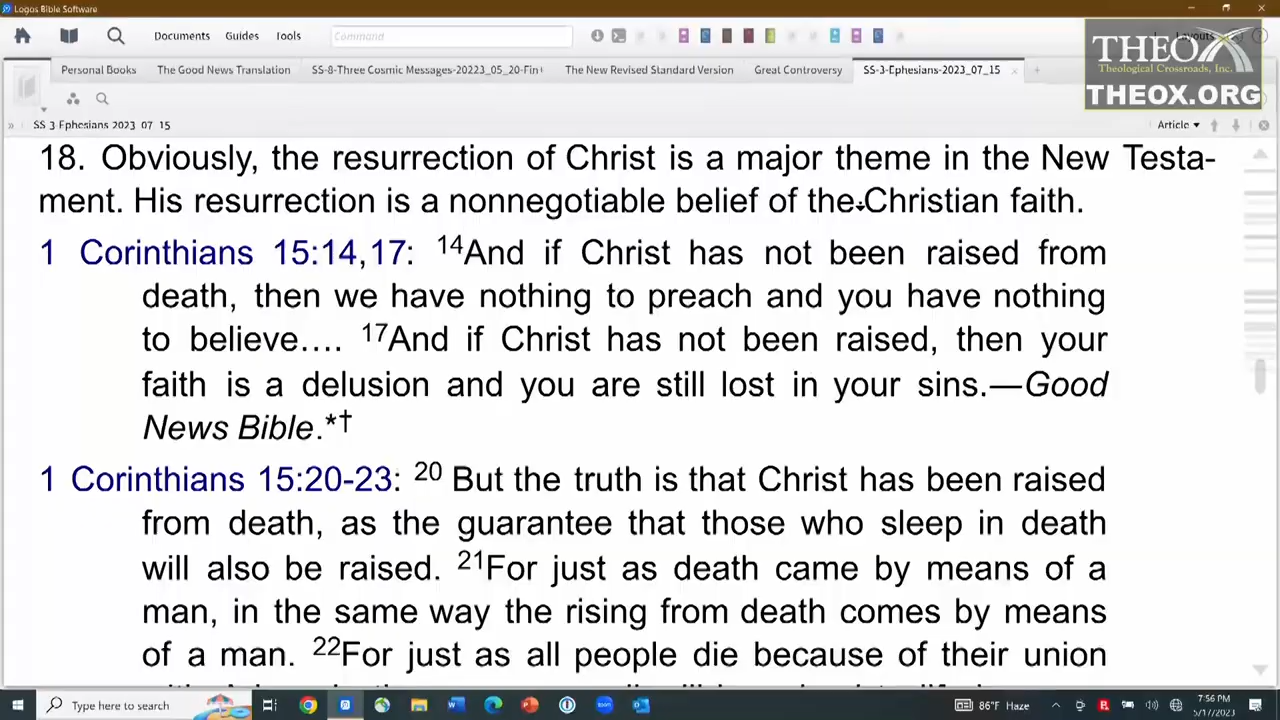 Logos Bible Software
Documents Guides Tools Command
THEOX
Theological Crossroads, Inc.
THEOX.ORG
Personal Books The Good News Translation The New Revised Standard Version Great Controversy SS-3-Ephesians-2023_07_15
SS-3-Ephesians-2023_07_15 Article
18. Obviously, the resurrection of Christ is a major theme in the New Testa-
ment. His resurrection is a nonnegotiable belief of the Christian faith.
1 Corinthians 15:14,17: 14And if Christ has not been raised from
death, then we have nothing to preach and you have nothing
to believe…. 17And if Christ has not been raised, then your
faith is a delusion and you are still lost in your sins.—Good
News Bible.*†
1 Corinthians 15:20-23: 20 But the truth is that Christ has been raised
from death, as the guarantee that those who sleep in death
will also be raised. 21For just as death came by means of a
man, in the same way the rising from death comes by means
of a man. 22For just as all people die because of their union
Type here to search
86°F Haze
7:56 PM
5/17/2023